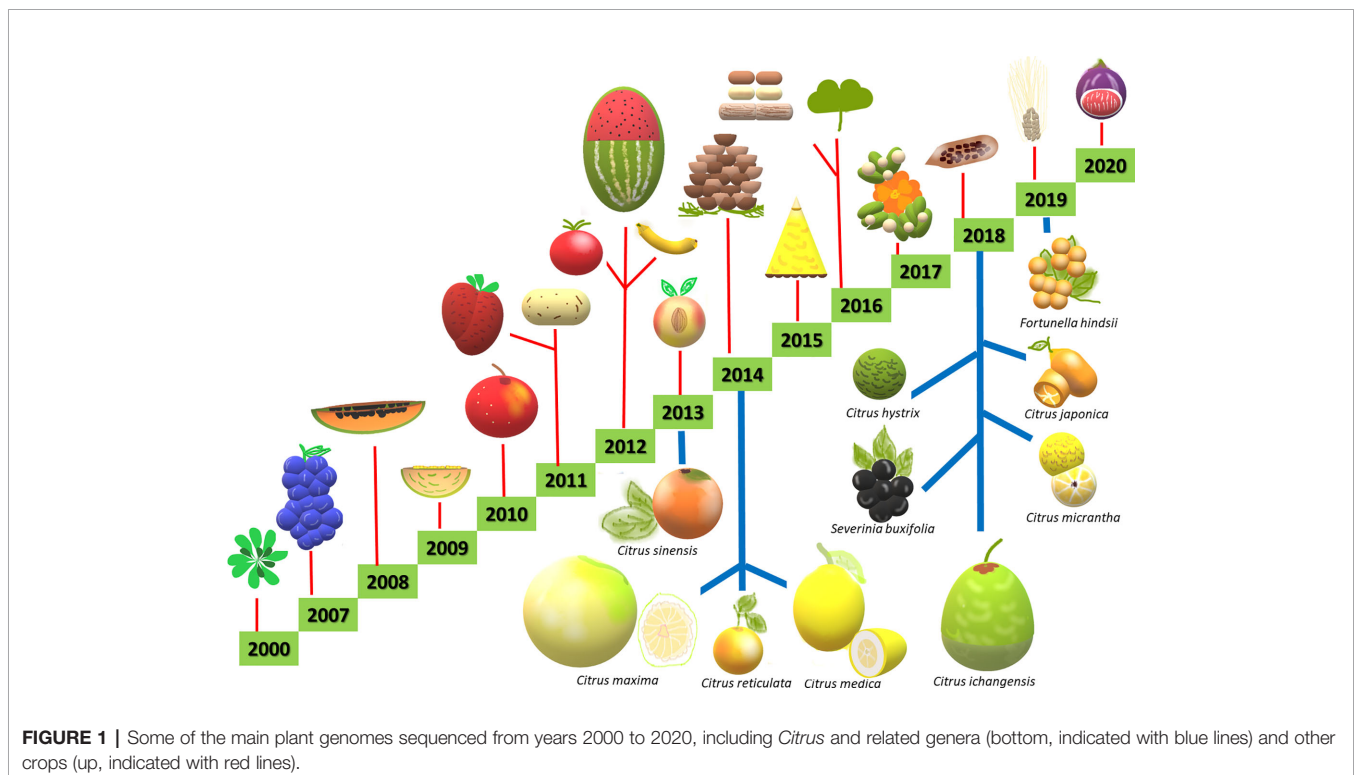 2020
2019
2018
2017
Fortunella hindsii
2016
2015
2014
Citrus hystrix
Citrus japonica
2013
2012
2011
Severinia buxifolia
Citrus micrantha
2010
Citrus sinensis
2009
2008
2007
2000
Citrus maxima
Citrus reticulata
Citrus medica
Citrus ichangensis
FIGURE 1 | Some of the main plant genomes sequenced from years 2000 to 2020, including Citrus and related genera (bottom, indicated with blue lines) and other
crops (up, indicated with red lines).